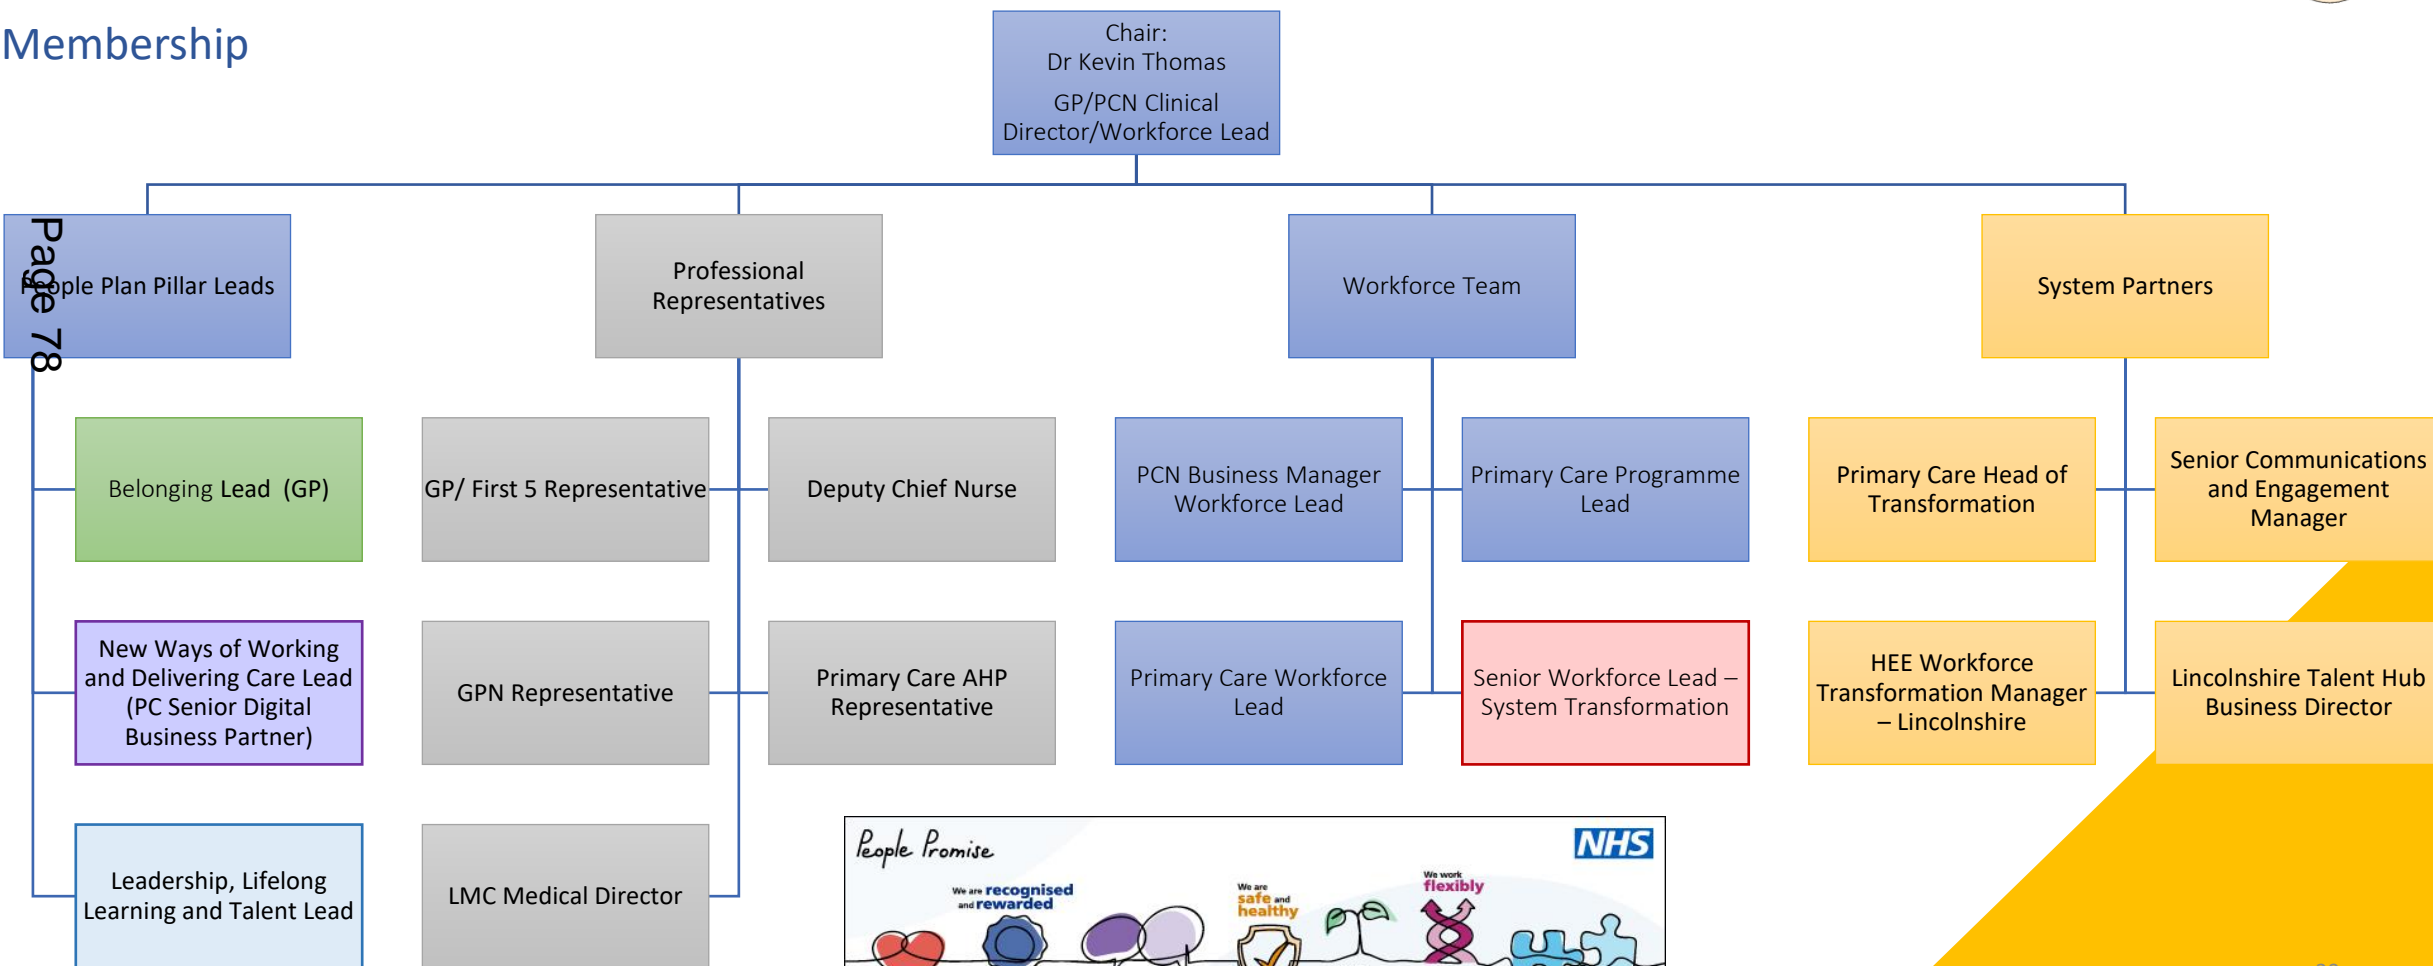 Membership
Chair:
Dr Kevin Thomas
GP/PCN Clinical
Director/Workforce Lead
Page 78
People Plan Pillar Leads
Professional
Representatives
Workforce Team
System Partners
Belonging Lead (GP)
GP/ First 5 Representative
Deputy Chief Nurse
PCN Business Manager
Workforce Lead
Primary Care Programme
Lead
Primary Care Head of
Transformation
Senior Communications
and Engagement
Manager
New Ways of Working
and Delivering Care Lead
(PC Senior Digital
Business Partner)
GPN Representative
Primary Care AHP
Representative
Primary Care Workforce
Lead
Senior Workforce Lead –
System Transformation
HEE Workforce
Transformation Manager
– Lincolnshire
Lincolnshire Talent Hub
Business Director
Leadership, Lifelong
Learning and Talent Lead
LMC Medical Director
People Promise
NHS
We are recognised
and rewarded
We are
safe and
healthy
We work
flexibly